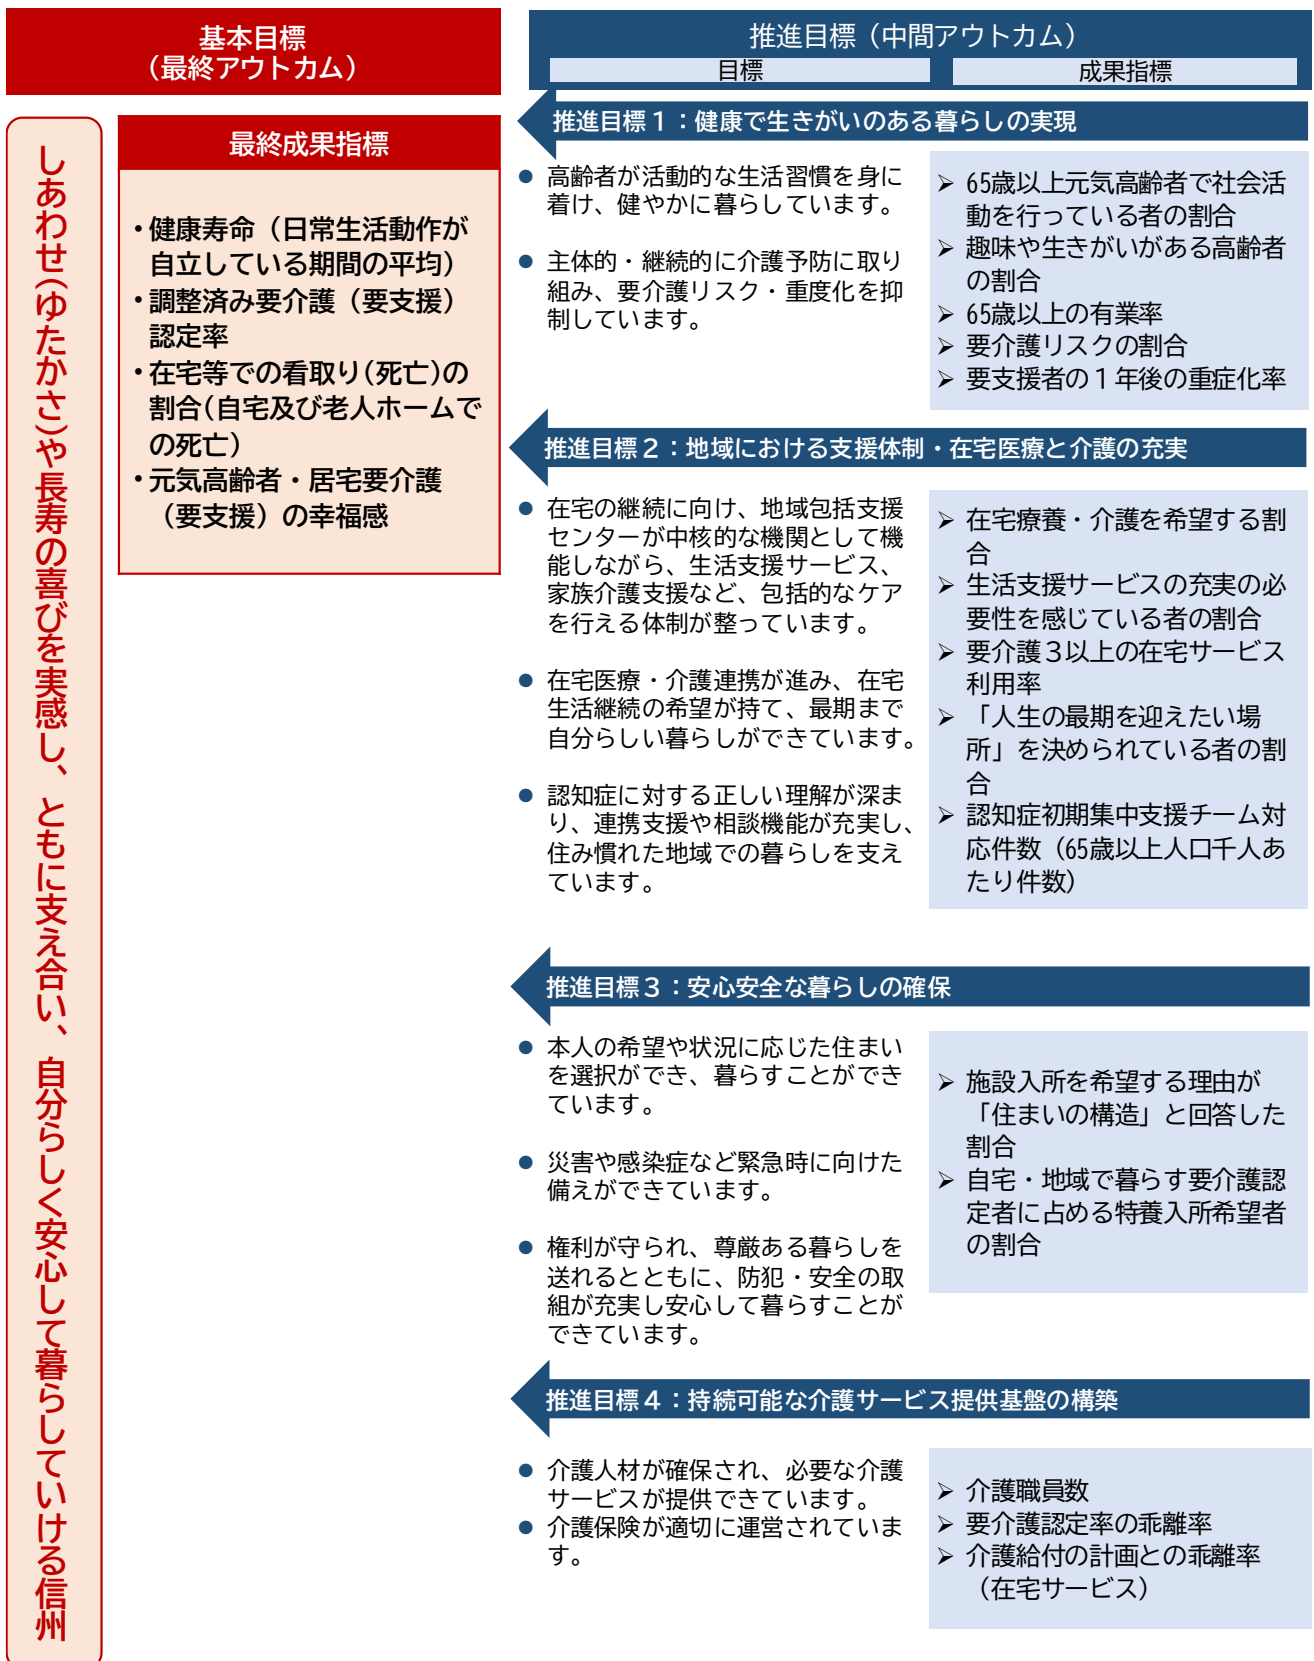 基本目標
（最終アウトカム）
しあわせ(ゆたかさ)や長寿の喜びを実感し、ともに支え合い、自分らしく安心して暮らしていける信州
最終成果指標
・健康寿命（日常生活動作が
自立している期間の平均）
・調整済み要介護（要支援）
認定率
・在宅等での看取り(死亡)の
割合(自宅及び老人ホームで
の死亡）
・元気高齢者・居宅要介護
（要支援）の幸福感
推進目標（中間アウトカム）
目標
成果指標
推進目標１：健康で生きがいのある暮らしの実現
● 高齢者が活動的な生活習慣を身に
着け、健やかに暮らしています。
● 主体的・継続的に介護予防に取り
組み、要介護リスク・重度化を抑
制しています。
➢ 65歳以上元気高齢者で社会活
動を行っている者の割合
➢ 趣味や生きがいがある高齢者
の割合
➢ 65歳以上の有業率
➢ 要介護リスクの割合
➢ 要支援者の１年後の重症化率
推進目標２：地域における支援体制・在宅医療と介護の充実
● 在宅の継続に向け、地域包括支援
センターが中核的な機関として機
能しながら、生活支援サービス、
家族介護支援など、包括的なケア
を行える体制が整っています。
● 在宅医療・介護連携が進み、在宅
生活継続の希望が持て、最期まで
自分らしい暮らしができています。
● 認知症に対する正しい理解が深ま
り、連携支援や相談機能が充実し、
住み慣れた地域での暮らしを支え
ています。
➢ 在宅療養・介護を希望する割
合
➢ 生活支援サービスの充実の必
要性を感じている者の割合
➢ 要介護３以上の在宅サービス
利用率
➢ 「人生の最期を迎えたい場
所」を決められている者の割
合
➢ 認知症初期集中支援チーム対
応件数（65歳以上人口千人あ
たり件数）
推進目標３：安心安全な暮らしの確保
● 本人の希望や状況に応じた住まい
を選択ができ、暮らすことができ
ています。
● 災害や感染症など緊急時に向けた
備えができています。
● 権利が守られ、尊厳ある暮らしを
送れるとともに、防犯・安全の取
組が充実し安心して暮らすことが
できています。
➢ 施設入所を希望する理由が
「住まいの構造」と回答した
割合
➢ 自宅・地域で暮らす要介護認
定者に占める特養入所希望者
の割合
推進目標４：持続可能な介護サービス提供基盤の構築
● 介護人材が確保され、必要な介護
サービスが提供できています。
● 介護保険が適切に運営されていま
す。
➢ 介護職員数
➢ 要介護認定率の乖離率
➢ 介護給付の計画との乖離率
（在宅サービス）